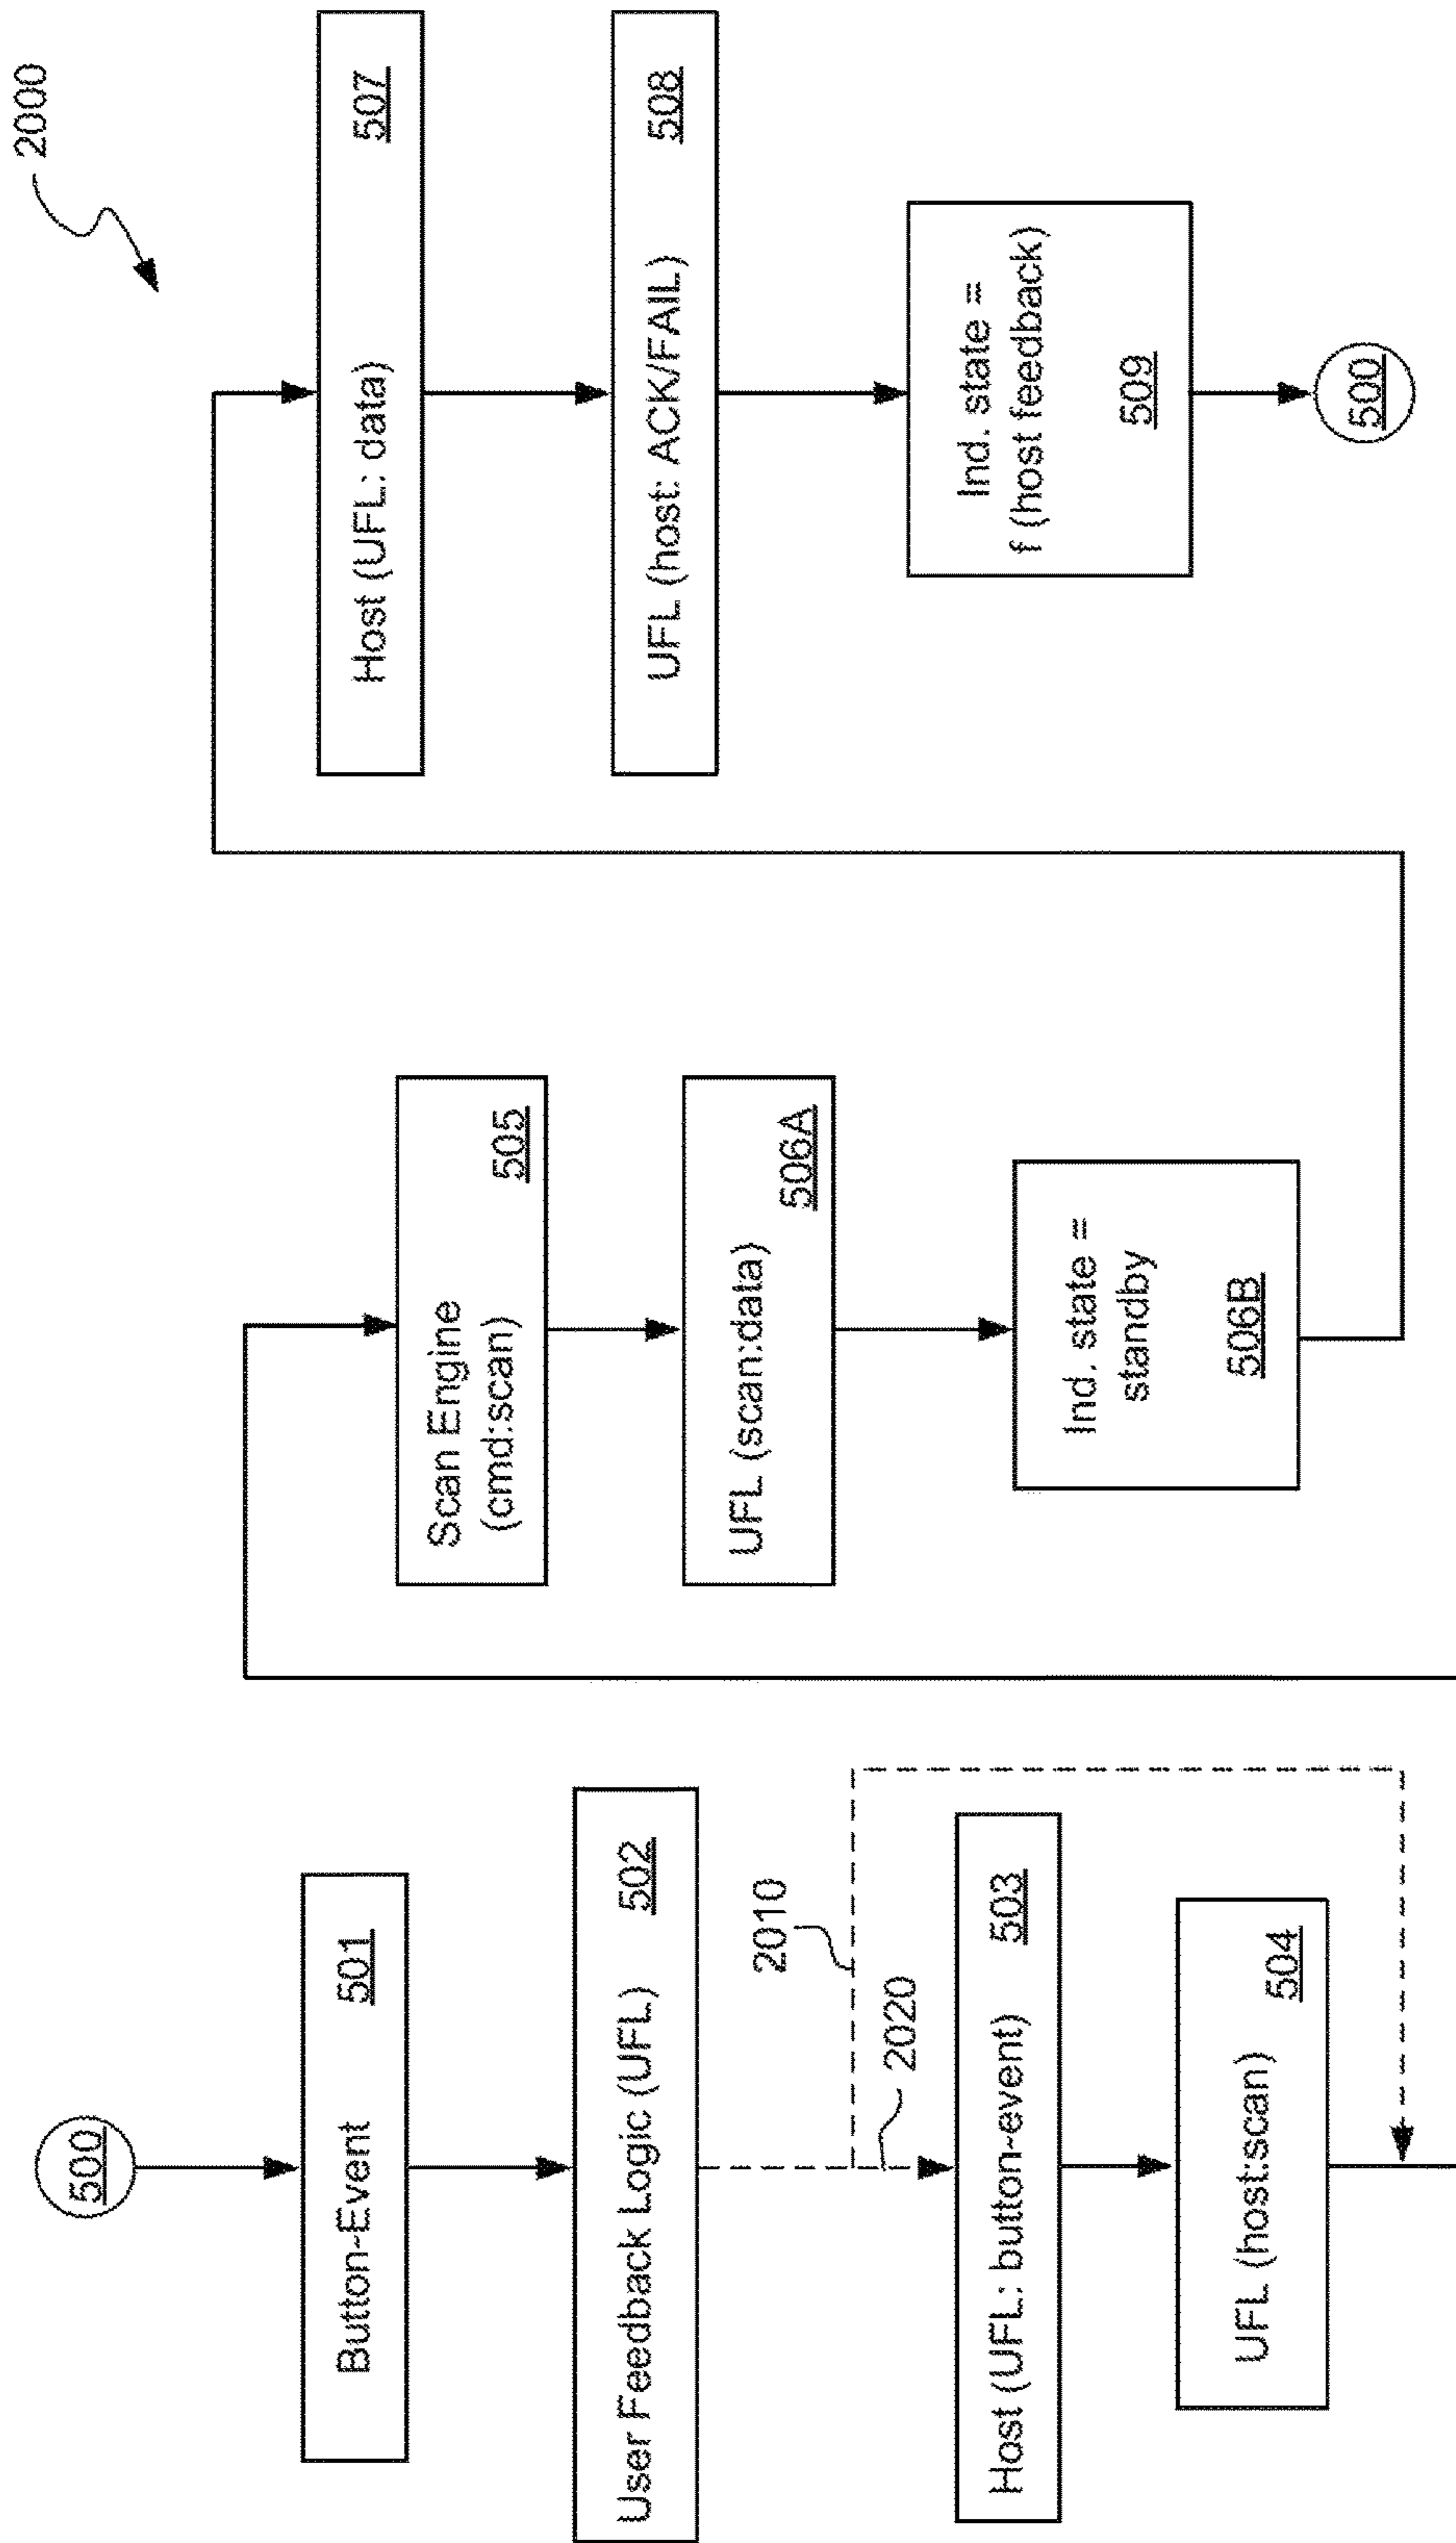 2000
500
Button-Event 501
User Feedback Logic (UFL) 502
2010
2020
Host (UFL: button-event) 503
UFL (host:scan) 504
Scan Engine
(cmd:scan) 505
UFL (scan:data) 506A
Ind. state =
standby
506B
Host (UFL: data) 507
UFL (host: ACK/FAIL) 508
Ind. state =
f (host feedback)
509
500